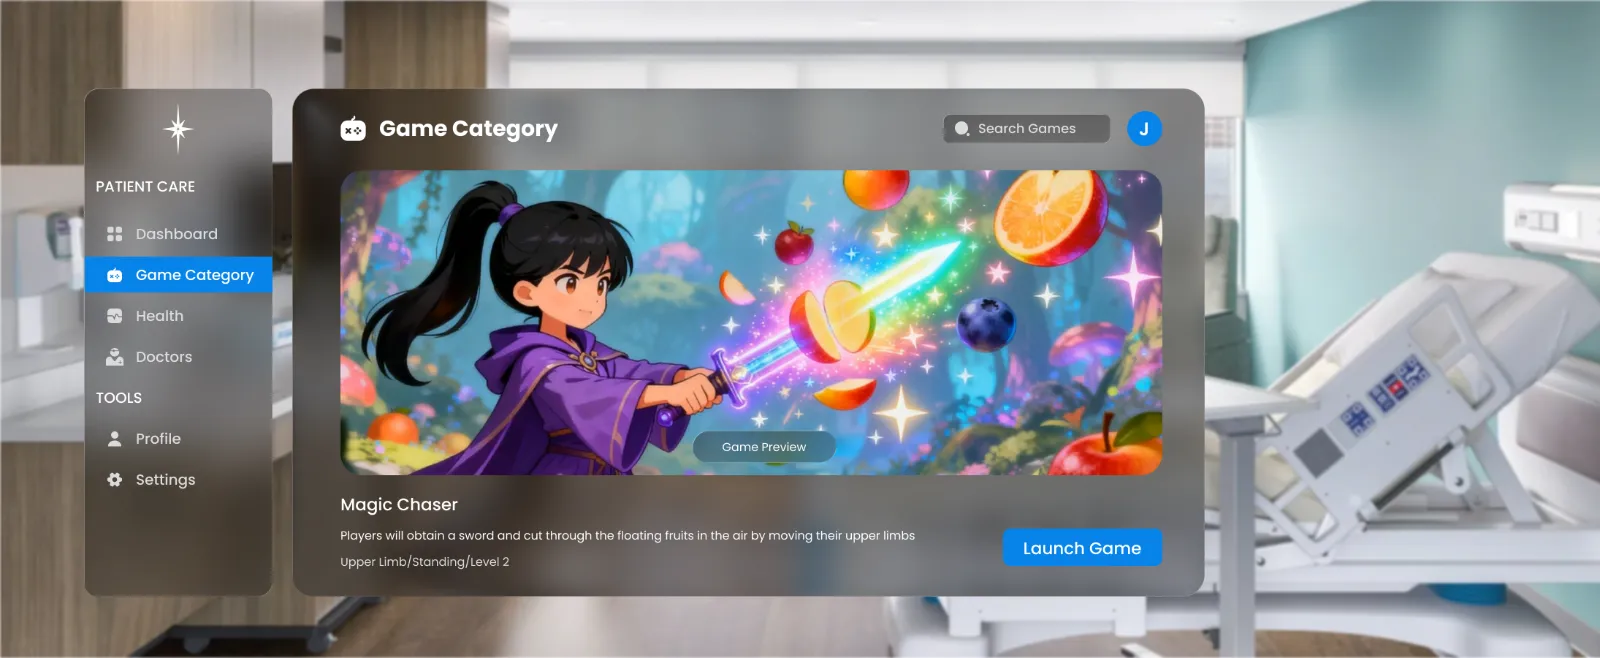 PATIENT CARE
Dashboard
Game Category
Health
Doctors
TOOLS
Profile
Settings
Game Category
Search Games
J
Game Preview
Magic Chaser
Players will obtain a sword and cut through the floating fruits in the air by moving their upper limbs
Upper Limb/Standing/Level 2
Launch Game